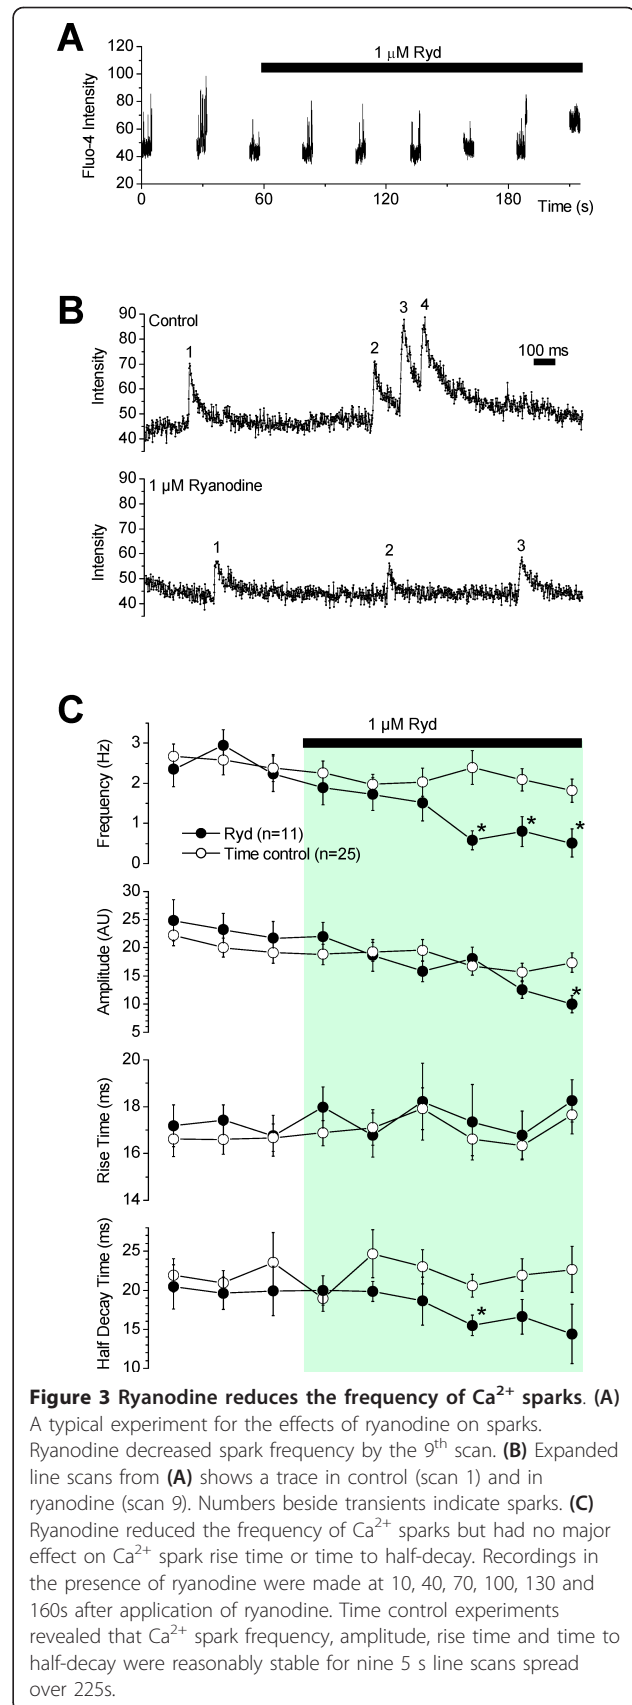 A
1 μM Ryd
120
100
80
60
40
20
Fluo-4 Intensity
0
60
120
180
Time (s)
B
90
80
70
60
50
40
Intensity
Control
1
2
3
4
100 ms
90
80
70
60
50
40
Intensity
1 μM Ryanodine
1
2
3
C
1 μM Ryd
3
2
1
0
Frequency (Hz)
Ryd (n=11)
Time control (n=25)
*
*
*
30
25
20
15
10
5
Amplitude (AU)
*
20
18
16
14
Rise Time (ms)
25
20
15
10
Half Decay Time (ms)
*
Figure 3 Ryanodine reduces the frequency of Ca2+ sparks. (A)
A typical experiment for the effects of ryanodine on sparks.
Ryanodine decreased spark frequency by the 9th scan. (B) Expanded
line scans from (A) shows a trace in control (scan 1) and in
ryanodine (scan 9). Numbers beside transients indicate sparks. (C)
Ryanodine reduced the frequency of Ca2+ sparks but had no major
effect on Ca2+ spark rise time or time to half-decay. Recordings in
the presence of ryanodine were made at 10, 40, 70, 100, 130 and
160s after application of ryanodine. Time control experiments
revealed that Ca2+ spark frequency, amplitude, rise time and time to
half-decay were reasonably stable for nine 5 s line scans spread
over 225s.